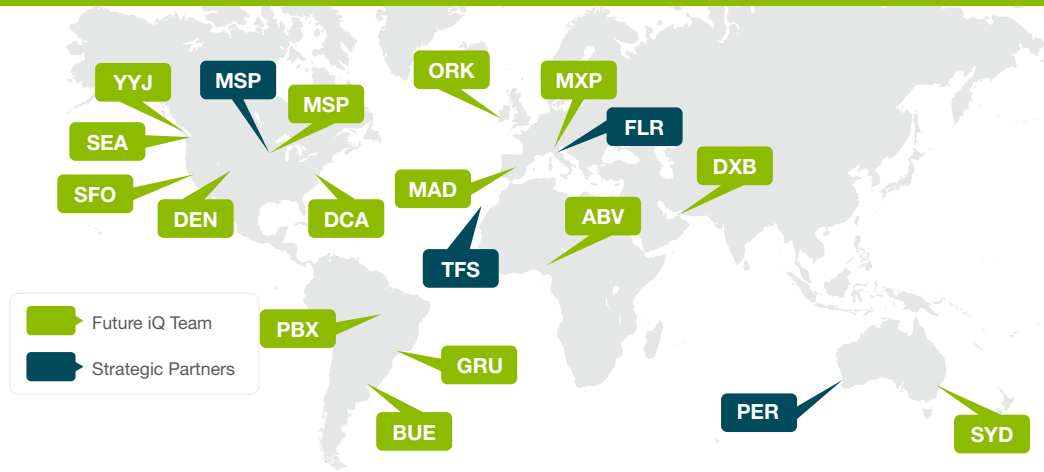 ORK
MXP
YYJ
MSP
MSP
FLR
SEA
DXB
SFO
MAD
DEN
DCA
ABV
TFS
Future iQ Team
PBX
Strategic Partners
GRU
PER
BUE
SYD